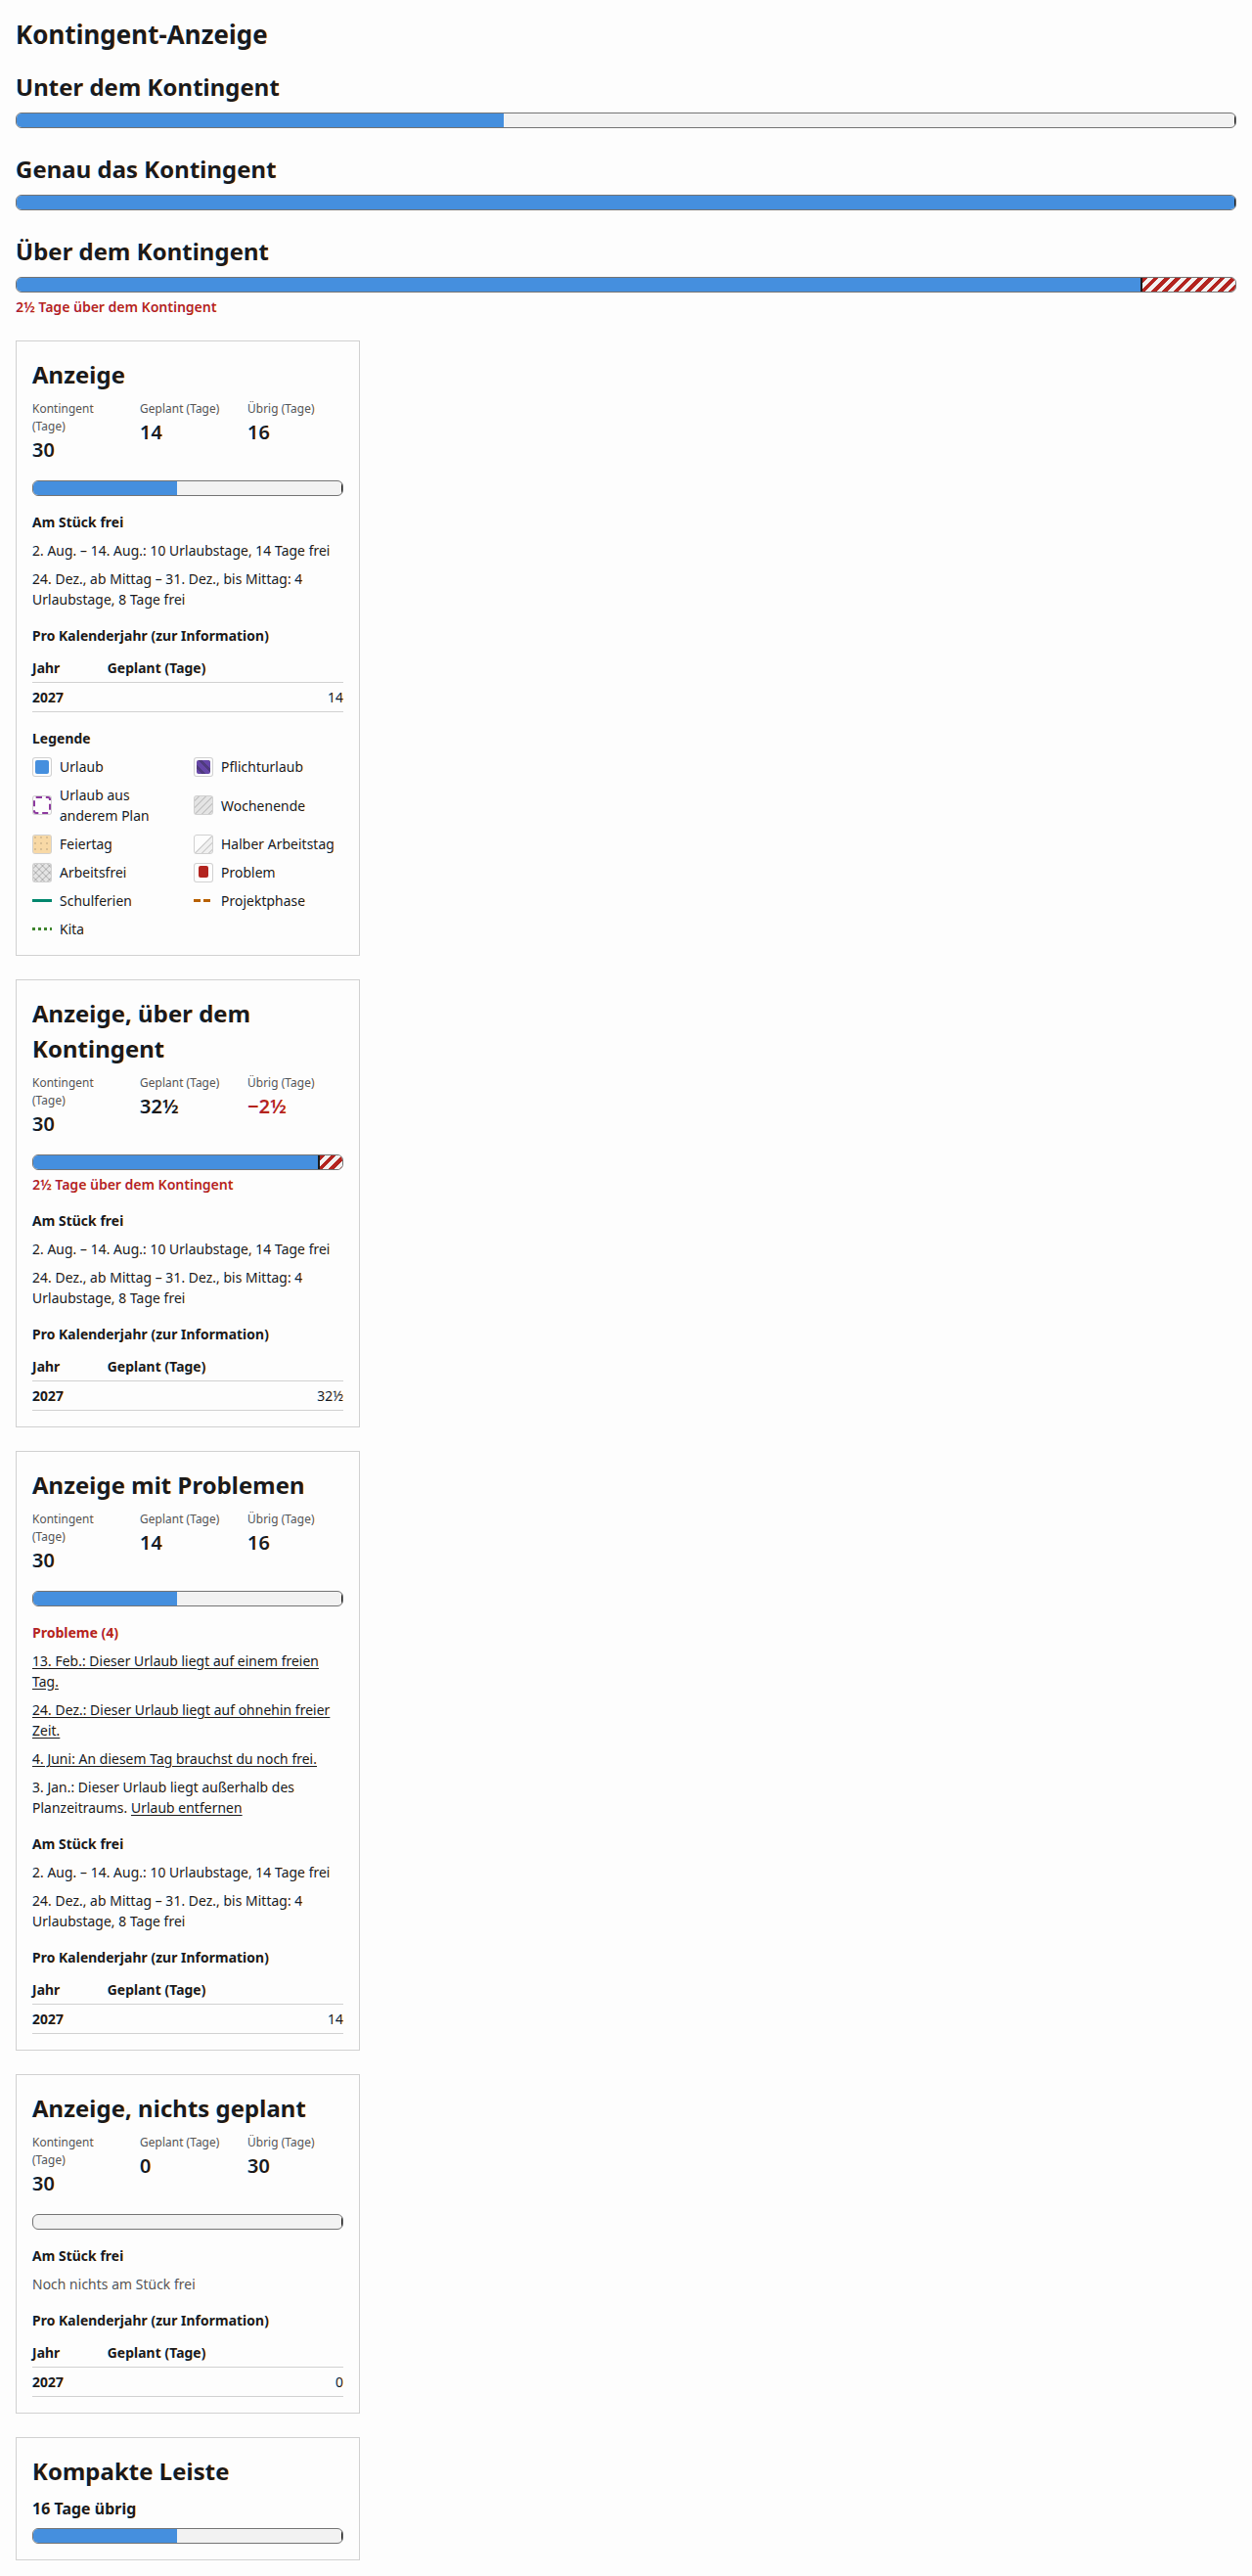 Kontingent-Anzeige
Unter dem Kontingent
Genau das Kontingent
Über dem Kontingent
2½ Tage über dem Kontingent
Anzeige
Kontingent (Tage)
30
Geplant (Tage)
14
Übrig (Tage)
16
Am Stück frei
2. Aug. – 14. Aug.: 10 Urlaubstage, 14 Tage frei
24. Dez., ab Mittag – 31. Dez., bis Mittag: 4
Urlaubstage, 8 Tage frei
Pro Kalenderjahr (zur Information)
Jahr Geplant (Tage)
2027 14
Legende
Urlaub
Pflichturlaub
Urlaub aus
anderem Plan
Wochenende
Feiertag
Halber Arbeitstag
Arbeitsfrei
Problem
Schulferien
Projektphase
Kita
Anzeige, über dem
Kontingent
Kontingent (Tage)
30
Geplant (Tage)
32½
Übrig (Tage)
−2½
2½ Tage über dem Kontingent
Am Stück frei
2. Aug. – 14. Aug.: 10 Urlaubstage, 14 Tage frei
24. Dez., ab Mittag – 31. Dez., bis Mittag: 4
Urlaubstage, 8 Tage frei
Pro Kalenderjahr (zur Information)
Jahr Geplant (Tage)
2027 32½
Anzeige mit Problemen
Kontingent (Tage)
30
Geplant (Tage)
14
Übrig (Tage)
16
Probleme (4)
13. Feb.: Dieser Urlaub liegt auf einem freien
Tag.
24. Dez.: Dieser Urlaub liegt auf ohnehin freier
Zeit.
4. Juni: An diesem Tag brauchst du noch frei.
3. Jan.: Dieser Urlaub liegt außerhalb des
Planzeitraums. Urlaub entfernen
Am Stück frei
2. Aug. – 14. Aug.: 10 Urlaubstage, 14 Tage frei
24. Dez., ab Mittag – 31. Dez., bis Mittag: 4
Urlaubstage, 8 Tage frei
Pro Kalenderjahr (zur Information)
Jahr Geplant (Tage)
2027 14
Anzeige, nichts geplant
Kontingent (Tage)
30
Geplant (Tage)
0
Übrig (Tage)
30
Am Stück frei
Noch nichts am Stück frei
Pro Kalenderjahr (zur Information)
Jahr Geplant (Tage)
2027 0
Kompakte Leiste
16 Tage übrig